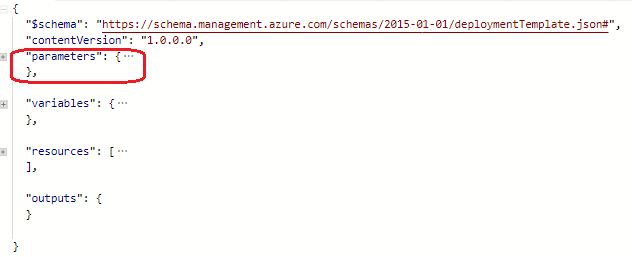 {
"$schema": "https://schema.management.azure.com/schemas/2015-01-01/deploymentTemplate.json#",
"contentVersion": "1.0.0.0",
"parameters": {...
},
"variables": {...
},
"resources": [...
],
"outputs": {
}
}